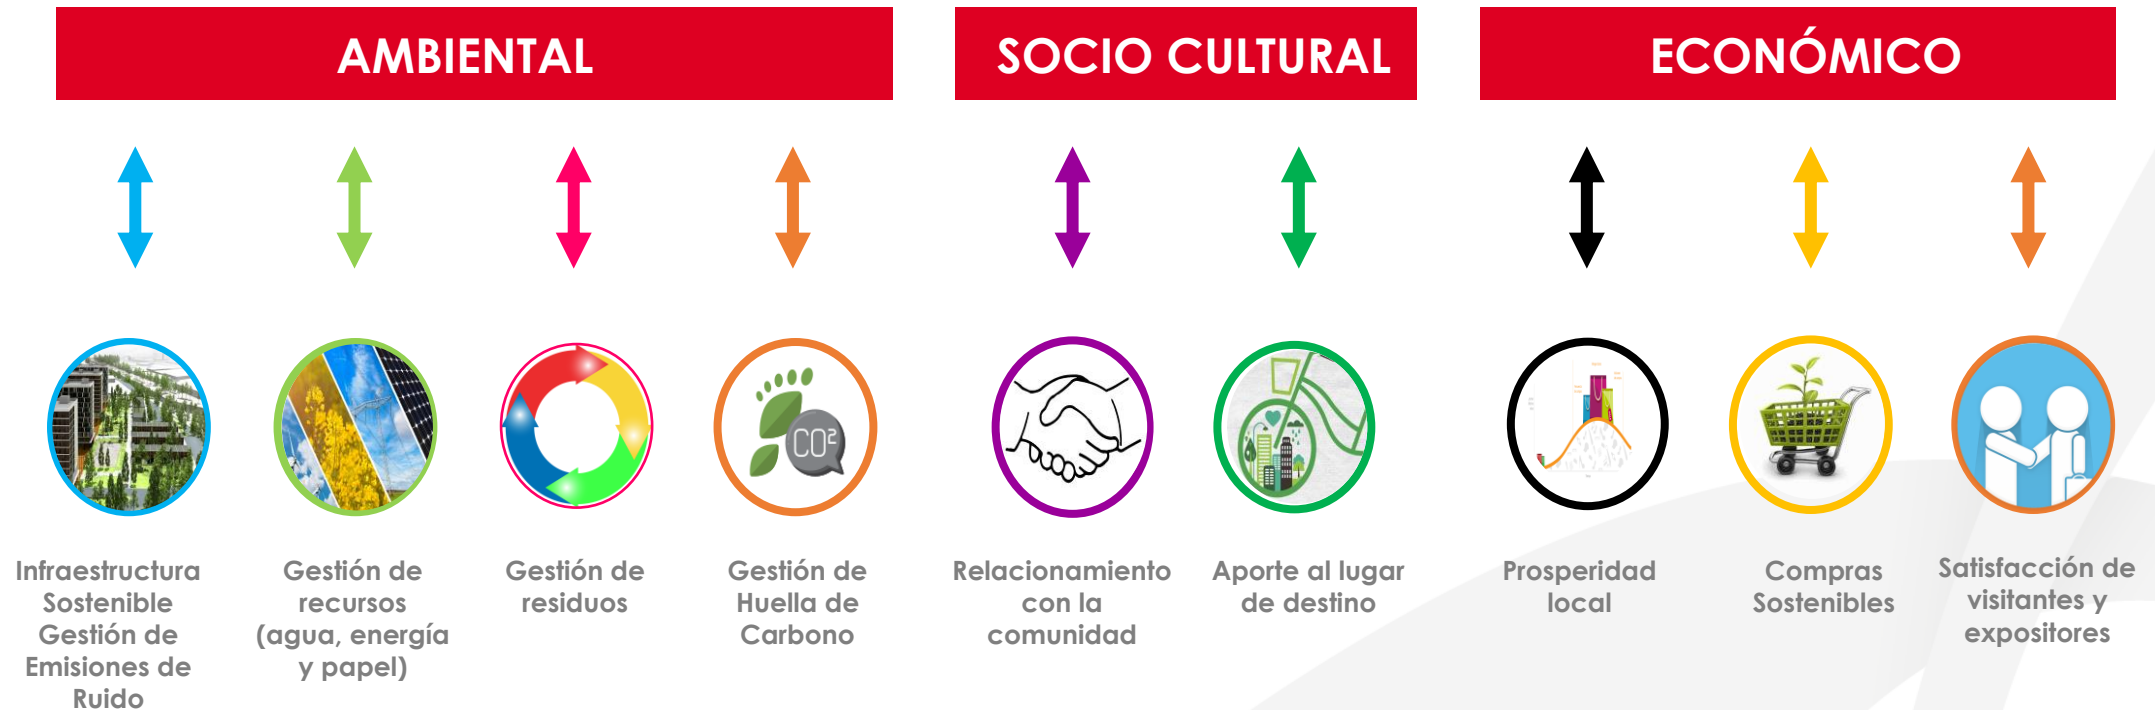 AMBIENTAL
SOCIO CULTURAL
ECONÓMICO
CO²
Infraestructura
Sostenible
Gestión de
Emisiones de
Ruido
Gestión de
recursos
(agua, energía
y papel)
Gestión de
residuos
Gestión de
Huella de
Carbono
Relacionamiento
con la
comunidad
Aporte al lugar
de destino
Prosperidad
local
Compras
Sostenibles
Satisfacción de
visitantes y
expositores